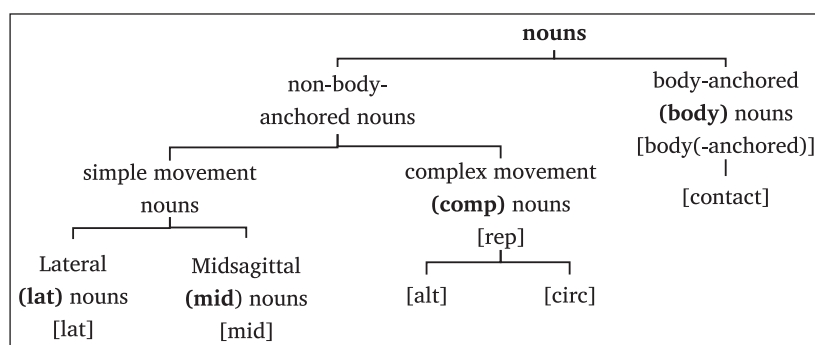 nouns
non-body-
anchored nouns
body-anchored
(body) nouns
[body(-anchored)]
[contact]
simple movement
nouns
complex movement
(comp) nouns
[rep]
Lateral
(lat) nouns
[lat]
Midsagittal
(mid) nouns
[mid]
[alt]
[circ]